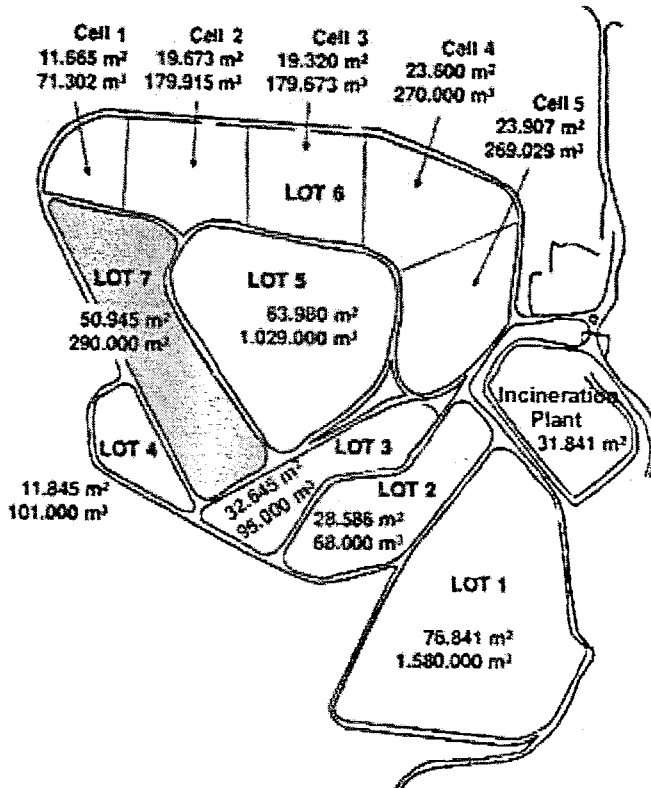 Cell 1
11.665 m²
71.302 m³
Cell 2
19.673 m²
179.915 m³
Cell 3
19.320 m²
179.673 m³
Cell 4
23.600 m²
270.000 m³
Cell 5
23.907 m²
269.029 m³
LOT 6
LOT 7
50.945 m²
290.000 m³
LOT 5
63.980 m²
1.029.000 m³
Incineration
Plant
31.841 m²
LOT 4
11.845 m²
101.000 m³
LOT 3
32.645 m²
95.000 m³
LOT 2
28.586 m²
68.000 m³
LOT 1
76.841 m²
1.580.000 m³